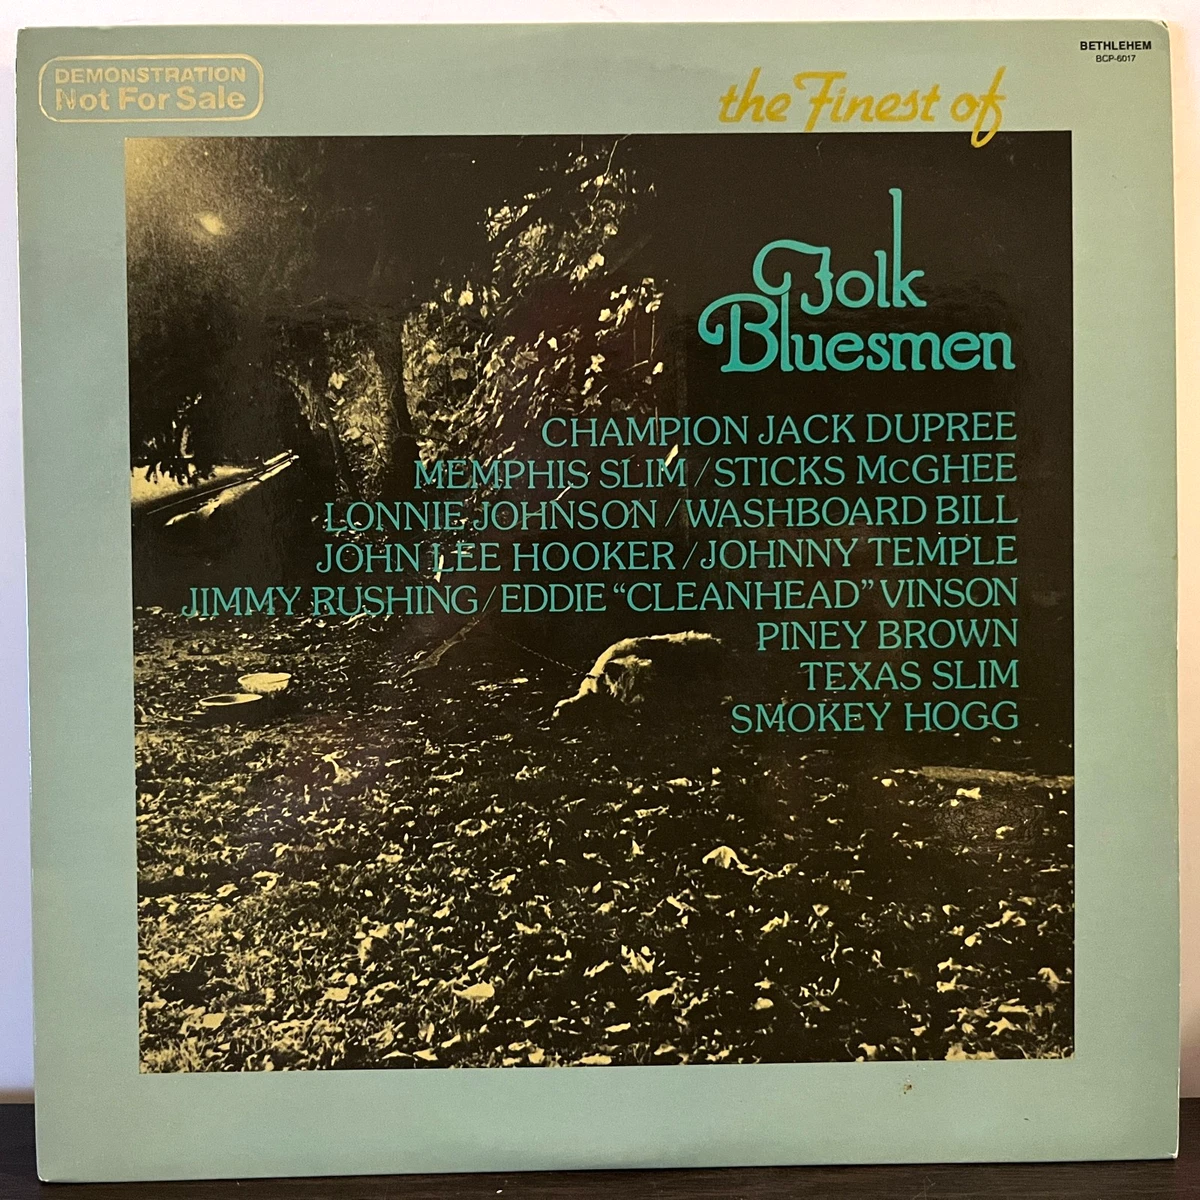 DEMONSTRATION
Not For Sale
BETHLEHEM
BCP-6017
the Finest of
Folk
Bluesmen
CHAMPION JACK DUPREE
MEMPHIS SLIM / STICKS McGHEE
LONNIE JOHNSON / WASHBOARD BILL
JOHN LEE HOOKER / JOHNNY TEMPLE
JIMMY RUSHING / EDDIE “CLEANHEAD” VINSON
PINEY BROWN
TEXAS SLIM
SMOKEY HOGG